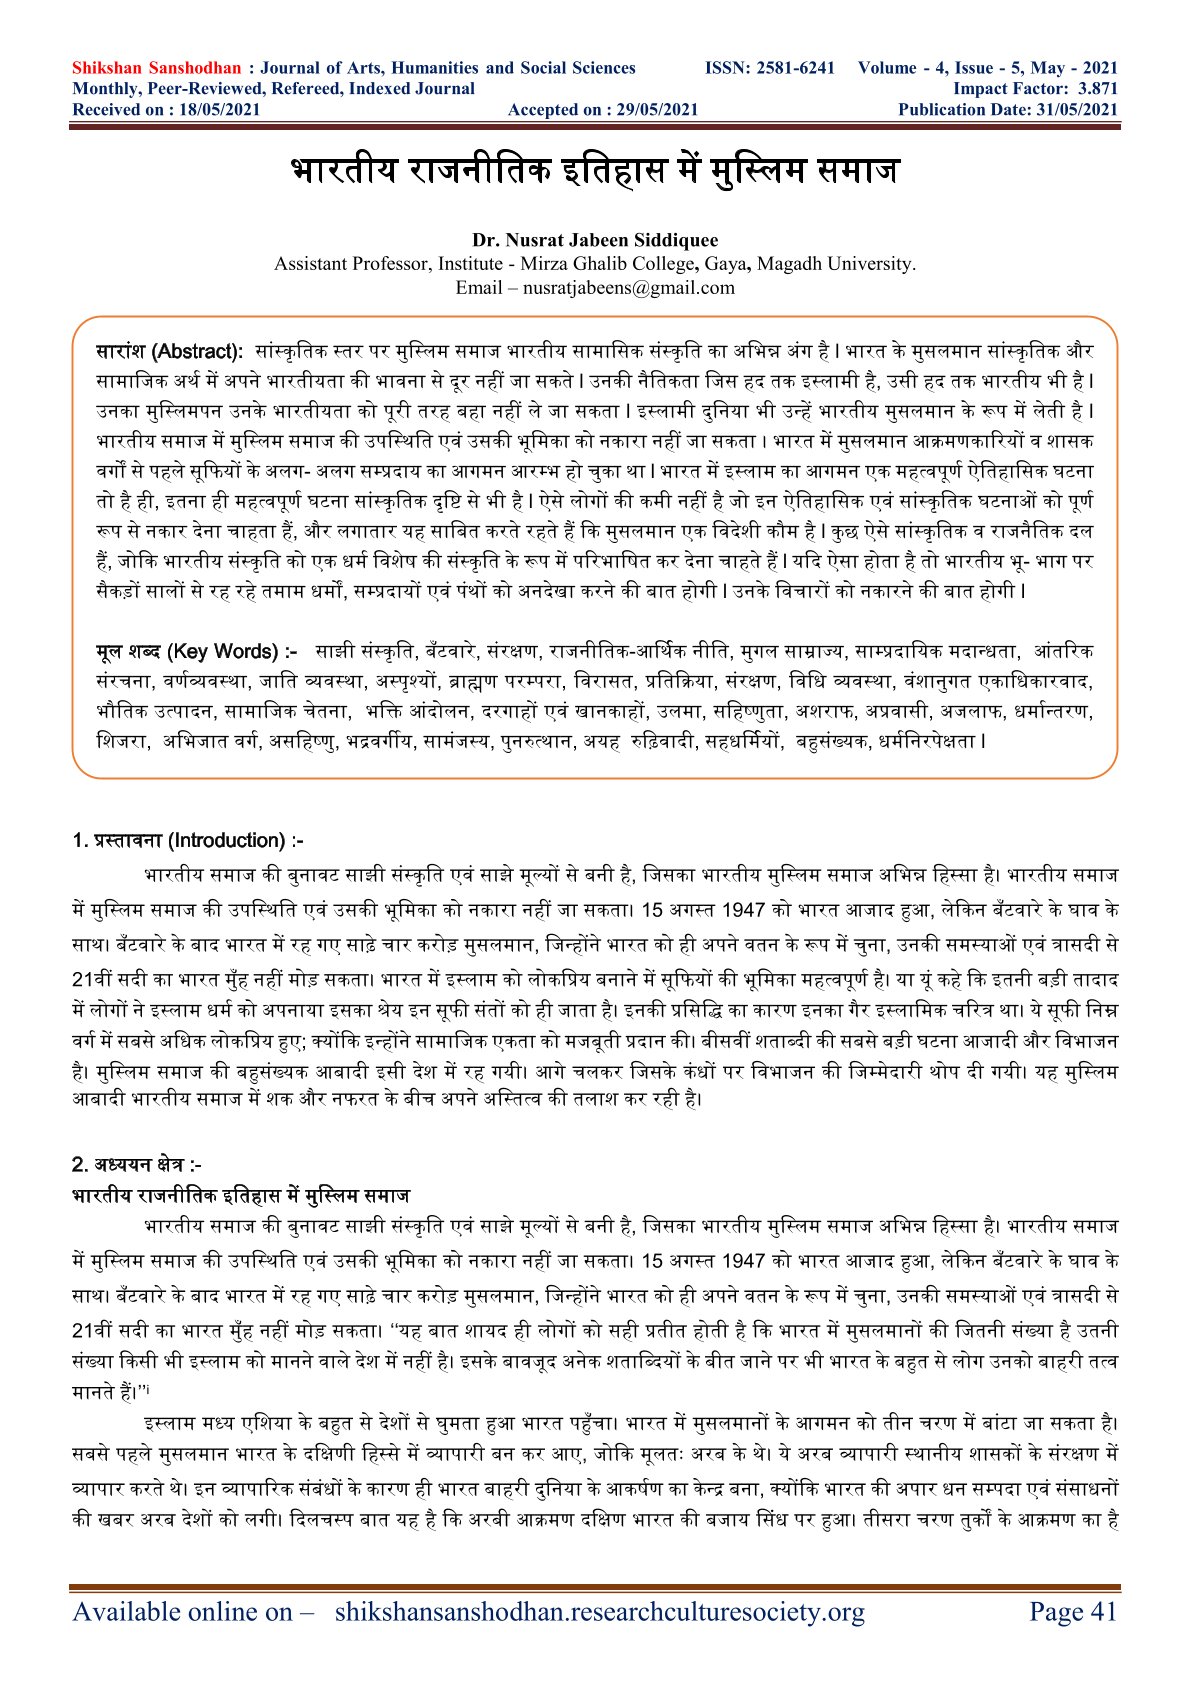 Shikshan Sanshodhan : Journal of Arts, Humanities and Social Sciences ISSN: 2581-6241 Volume - 4, Issue - 5, May - 2021
Monthly, Peer-Reviewed, Refereed, Indexed Journal Impact Factor: 3.871
Received on : 18/05/2021 Accepted on : 29/05/2021 Publication Date: 31/05/2021
भारतीय राजनीतिक इतिहास में मुस्लिम समाज
Dr. Nusrat Jabeen Siddiquee
Assistant Professor, Institute - Mirza Ghalib College, Gaya, Magadh University.
Email – nusratjabeens@gmail.com
सारांश (Abstract): सांस्कृतिक स्तर पर मुस्लिम समाज भारतीय सामासिक संस्कृति का अभिन्न अंग है l भारत के मुसलमान सांस्कृतिक और
सामाजिक अर्थ में अपने भारतीयता की भावना से दूर नहीं जा सकते l उनकी नैतिकता जिस हद तक इस्लामी है, उसी हद तक भारतीय भी है l
उनका मुस्लिमपन उनके भारतीयता को पूरी तरह बहा नहीं ले जा सकता l इस्लामी दुनिया भी उन्हें भारतीय मुसलमान के रूप में लेती है l
भारतीय समाज में मुस्लिम समाज की उपस्थिति एवं उसकी भूमिका को नकारा नहीं जा सकता । भारत में मुसलमान आक्रमणकारियों व शासक
वर्गों से पहले सूफियों के अलग- अलग सम्प्रदाय का आगमन आरम्भ हो चुका था l भारत में इस्लाम का आगमन एक महत्वपूर्ण ऐतिहासिक घटना
तो है ही, इतना ही महत्वपूर्ण घटना सांस्कृतिक दृष्टि से भी है l ऐसे लोगों की कमी नहीं है जो इन ऐतिहासिक एवं सांस्कृतिक घटनाओं को पूर्ण
रूप से नकार देना चाहता हैं, और लगातार यह साबित करते रहते हैं कि मुसलमान एक विदेशी कौम है l कुछ ऐसे सांस्कृतिक व राजनैतिक दल
हैं, जोकि भारतीय संस्कृति को एक धर्म विशेष की संस्कृति के रूप में परिभाषित कर देना चाहते हैं l यदि ऐसा होता है तो भारतीय भू- भाग पर
सैकड़ों सालों से रह रहे तमाम धर्मों, सम्प्रदायों एवं पंथों को अनदेखा करने की बात होगी l उनके विचारों को नकारने की बात होगी l
मूल शब्द (Key Words) :- साझी संस्कृति, बँटवारे, संरक्षण, राजनीतिक-आर्थिक नीति, मुगल साम्राज्य, साम्प्रदायिक मदान्धता, आंतरिक
संरचना, वर्णव्यवस्था, जाति व्यवस्था, अस्पृश्यों, ब्राह्मण परम्परा, विरासत, प्रतिक्रिया, संरक्षण, विधि व्यवस्था, वंशानुगत एकाधिकारवाद,
भौतिक उत्पादन, सामाजिक चेतना, भक्ति आंदोलन, दरगाहों एवं खानकाहों, उलमा, सहिष्णुता, अशराफ, अप्रवासी, अजलाफ, धर्मान्तरण,
शिजरा, अभिजात वर्ग, असहिष्णु, भद्रवर्गीय, सामंजस्य, पुनरुत्थान, अयह रुढ़िवादी, सहधर्मियों, बहुसंख्यक, धर्मनिरपेक्षता l
1. प्रस्तावना (Introduction) :-
भारतीय समाज की बुनावट साझी संस्कृति एवं साझे मूल्यों से बनी है, जिसका भारतीय मुस्लिम समाज अभिन्न हिस्सा है। भारतीय समाज
में मुस्लिम समाज की उपस्थिति एवं उसकी भूमिका को नकारा नहीं जा सकता। 15 अगस्त 1947 को भारत आजाद हुआ, लेकिन बँटवारे के घाव के
साथ। बँटवारे के बाद भारत में रह गए साढ़े चार करोड़ मुसलमान, जिन्होंने भारत को ही अपने वतन के रूप में चुना, उनकी समस्याओं एवं त्रासदी से
21वीं सदी का भारत मुँह नहीं मोड़ सकता। भारत में इस्लाम को लोकप्रिय बनाने में सूफियों की भूमिका महत्वपूर्ण है। या यूं कहे कि इतनी बड़ी तादाद
में लोगों ने इस्लाम धर्म को अपनाया इसका श्रेय इन सूफी संतों को ही जाता है। इनकी प्रसिद्धि का कारण इनका गैर इस्लामिक चरित्र था। ये सूफी निम्न
वर्ग में सबसे अधिक लोकप्रिय हुए; क्योंकि इन्होंने सामाजिक एकता को मजबूती प्रदान की। बीसवीं शताब्दी की सबसे बड़ी घटना आजादी और विभाजन
है। मुस्लिम समाज की बहुसंख्यक आबादी इसी देश में रह गयी। आगे चलकर जिसके कंधों पर विभाजन की जिम्मेदारी थोप दी गयी। यह मुस्लिम
आबादी भारतीय समाज में शक और नफरत के बीच अपने अस्तित्व की तलाश कर रही है।
2. अध्ययन क्षेत्र :-
भारतीय राजनीतिक इतिहास में मुस्लिम समाज
भारतीय समाज की बुनावट साझी संस्कृति एवं साझे मूल्यों से बनी है, जिसका भारतीय मुस्लिम समाज अभिन्न हिस्सा है। भारतीय समाज
में मुस्लिम समाज की उपस्थिति एवं उसकी भूमिका को नकारा नहीं जा सकता। 15 अगस्त 1947 को भारत आजाद हुआ, लेकिन बँटवारे के घाव के
साथ। बँटवारे के बाद भारत में रह गए साढ़े चार करोड़ मुसलमान, जिन्होंने भारत को ही अपने वतन के रूप में चुना, उनकी समस्याओं एवं त्रासदी से
21वीं सदी का भारत मुँह नहीं मोड़ सकता। “यह बात शायद ही लोगों को सही प्रतीत होती है कि भारत में मुसलमानों की जितनी संख्या है उतनी
संख्या किसी भी इस्लाम को मानने वाले देश में नहीं है। इसके बावजूद अनेक शताब्दियों के बीत जाने पर भी भारत के बहुत से लोग उनको बाहरी तत्व
मानते हैं।”i
इस्लाम मध्य एशिया के बहुत से देशों से घुमता हुआ भारत पहुँचा। भारत में मुसलमानों के आगमन को तीन चरण में बांटा जा सकता है।
सबसे पहले मुसलमान भारत के दक्षिणी हिस्से में व्यापारी बन कर आए, जोकि मूलतः अरब के थे। ये अरब व्यापारी स्थानीय शासकों के संरक्षण में
व्यापार करते थे। इन व्यापारिक संबंधों के कारण ही भारत बाहरी दुनिया के आकर्षण का केन्द्र बना, क्योंकि भारत की अपार धन सम्पदा एवं संसाधनों
की खबर अरब देशों को लगी। दिलचस्प बात यह है कि अरबी आक्रमण दक्षिण भारत की बजाय सिंध पर हुआ। तीसरा चरण तुर्कों के आक्रमण का है
Available online on – shikshansanshodhan.researchculturesociety.org Page 41